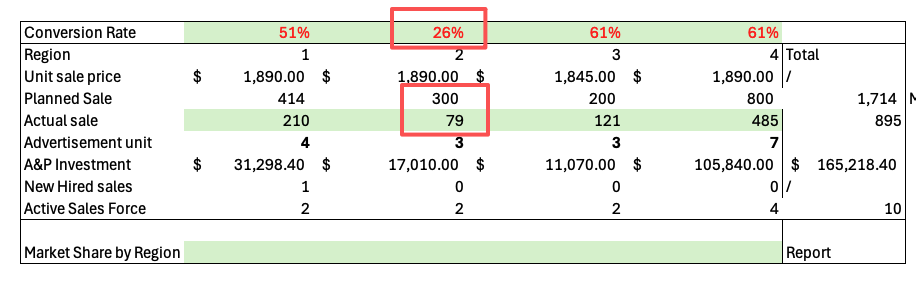 Conversion Rate 51% 26% 61% 61%
Region 1 2 3 4 Total
Unit sale price $ 1,890.00 $ 1,890.00 $ 1,845.00 $ 1,890.00 /
Planned Sale 414 300 200 800 1,714
Actual sale 210 79 121 485 895
Advertisement unit 4 3 3 7
A&P Investment $ 31,298.40 $ 17,010.00 $ 11,070.00 $ 105,840.00 $ 165,218.40
New Hired sales 1 0 0 0 /
Active Sales Force 2 2 2 4 10
Market Share by Region Report